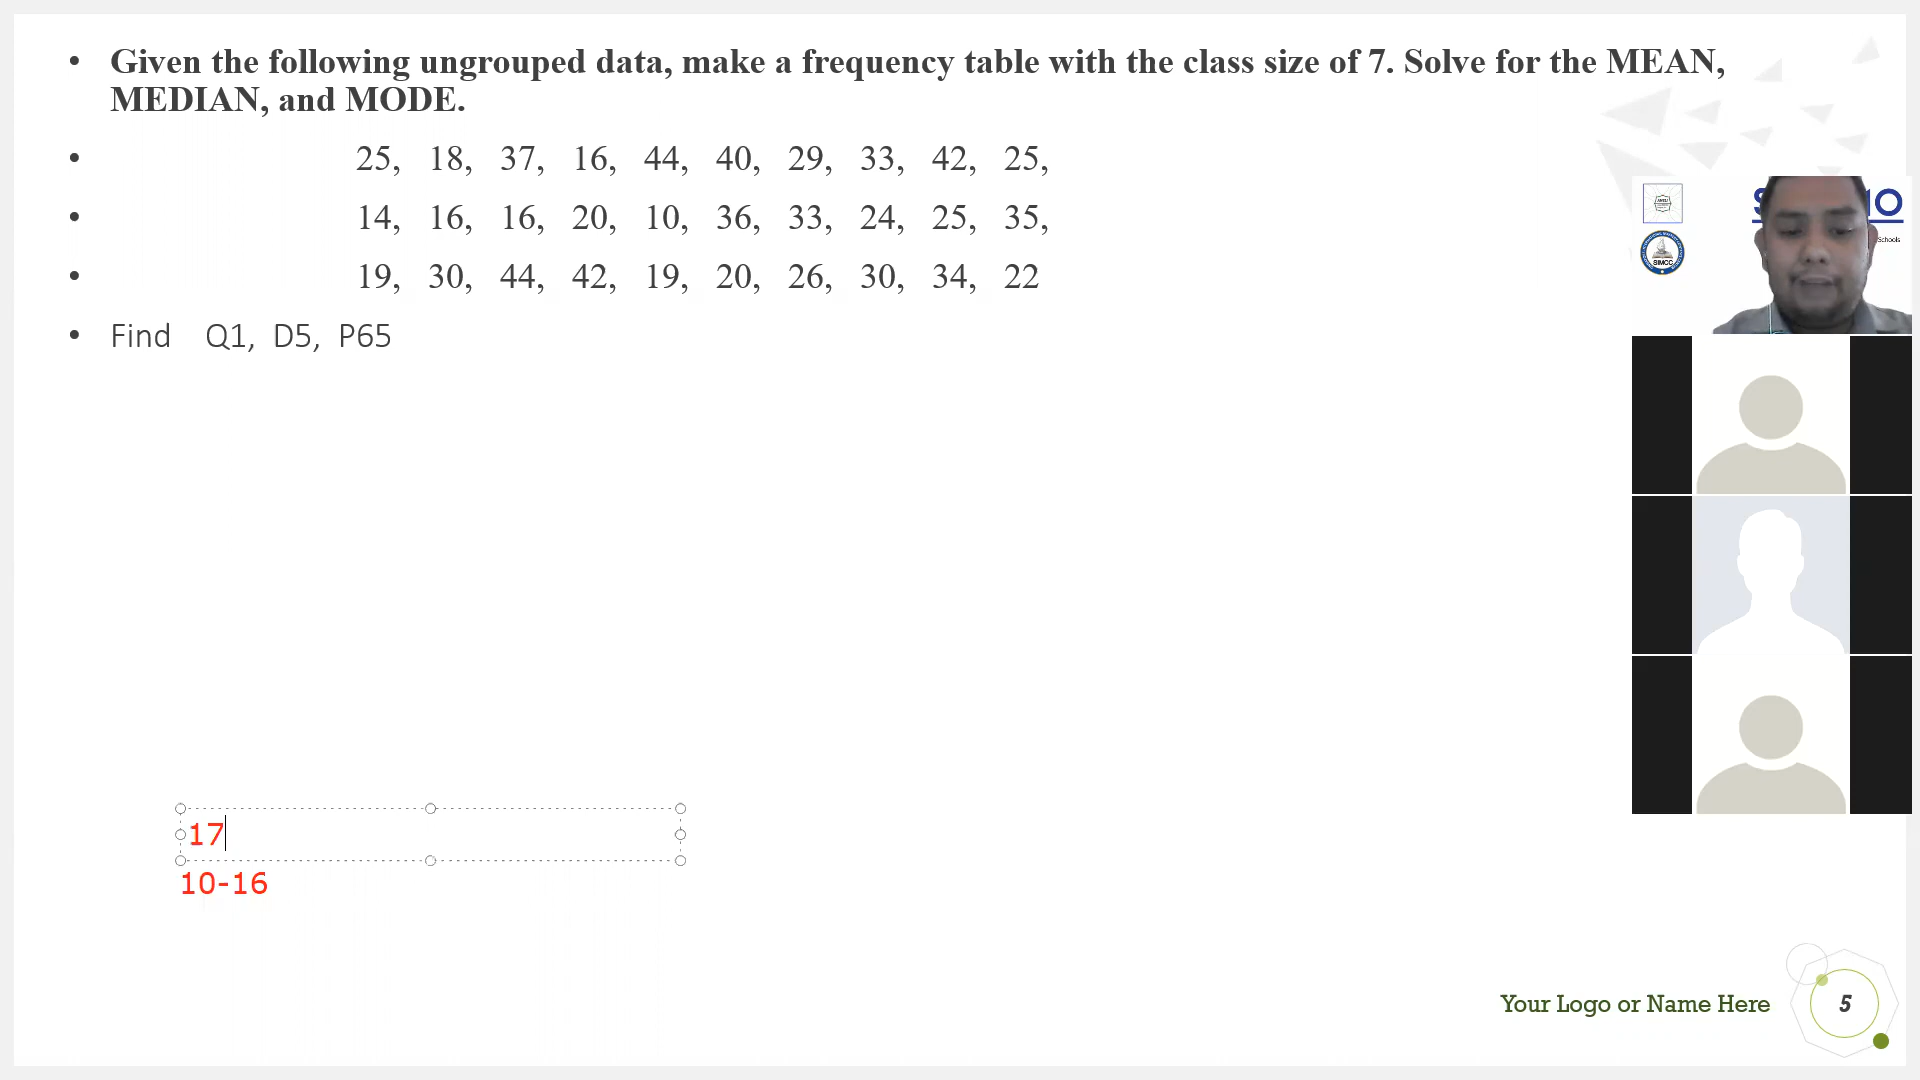 • Given the following ungrouped data, make a frequency table with the class size of 7. Solve for the MEAN,
MEDIAN, and MODE.
• 25, 18, 37, 16, 44, 40, 29, 33, 42, 25,
• 14, 16, 16, 20, 10, 36, 33, 24, 25, 35,
• 19, 30, 44, 42, 19, 20, 26, 30, 34, 22
• Find Q1, D5, P65
SIMCC
Schools
17
10-16
Your Logo or Name Here
5